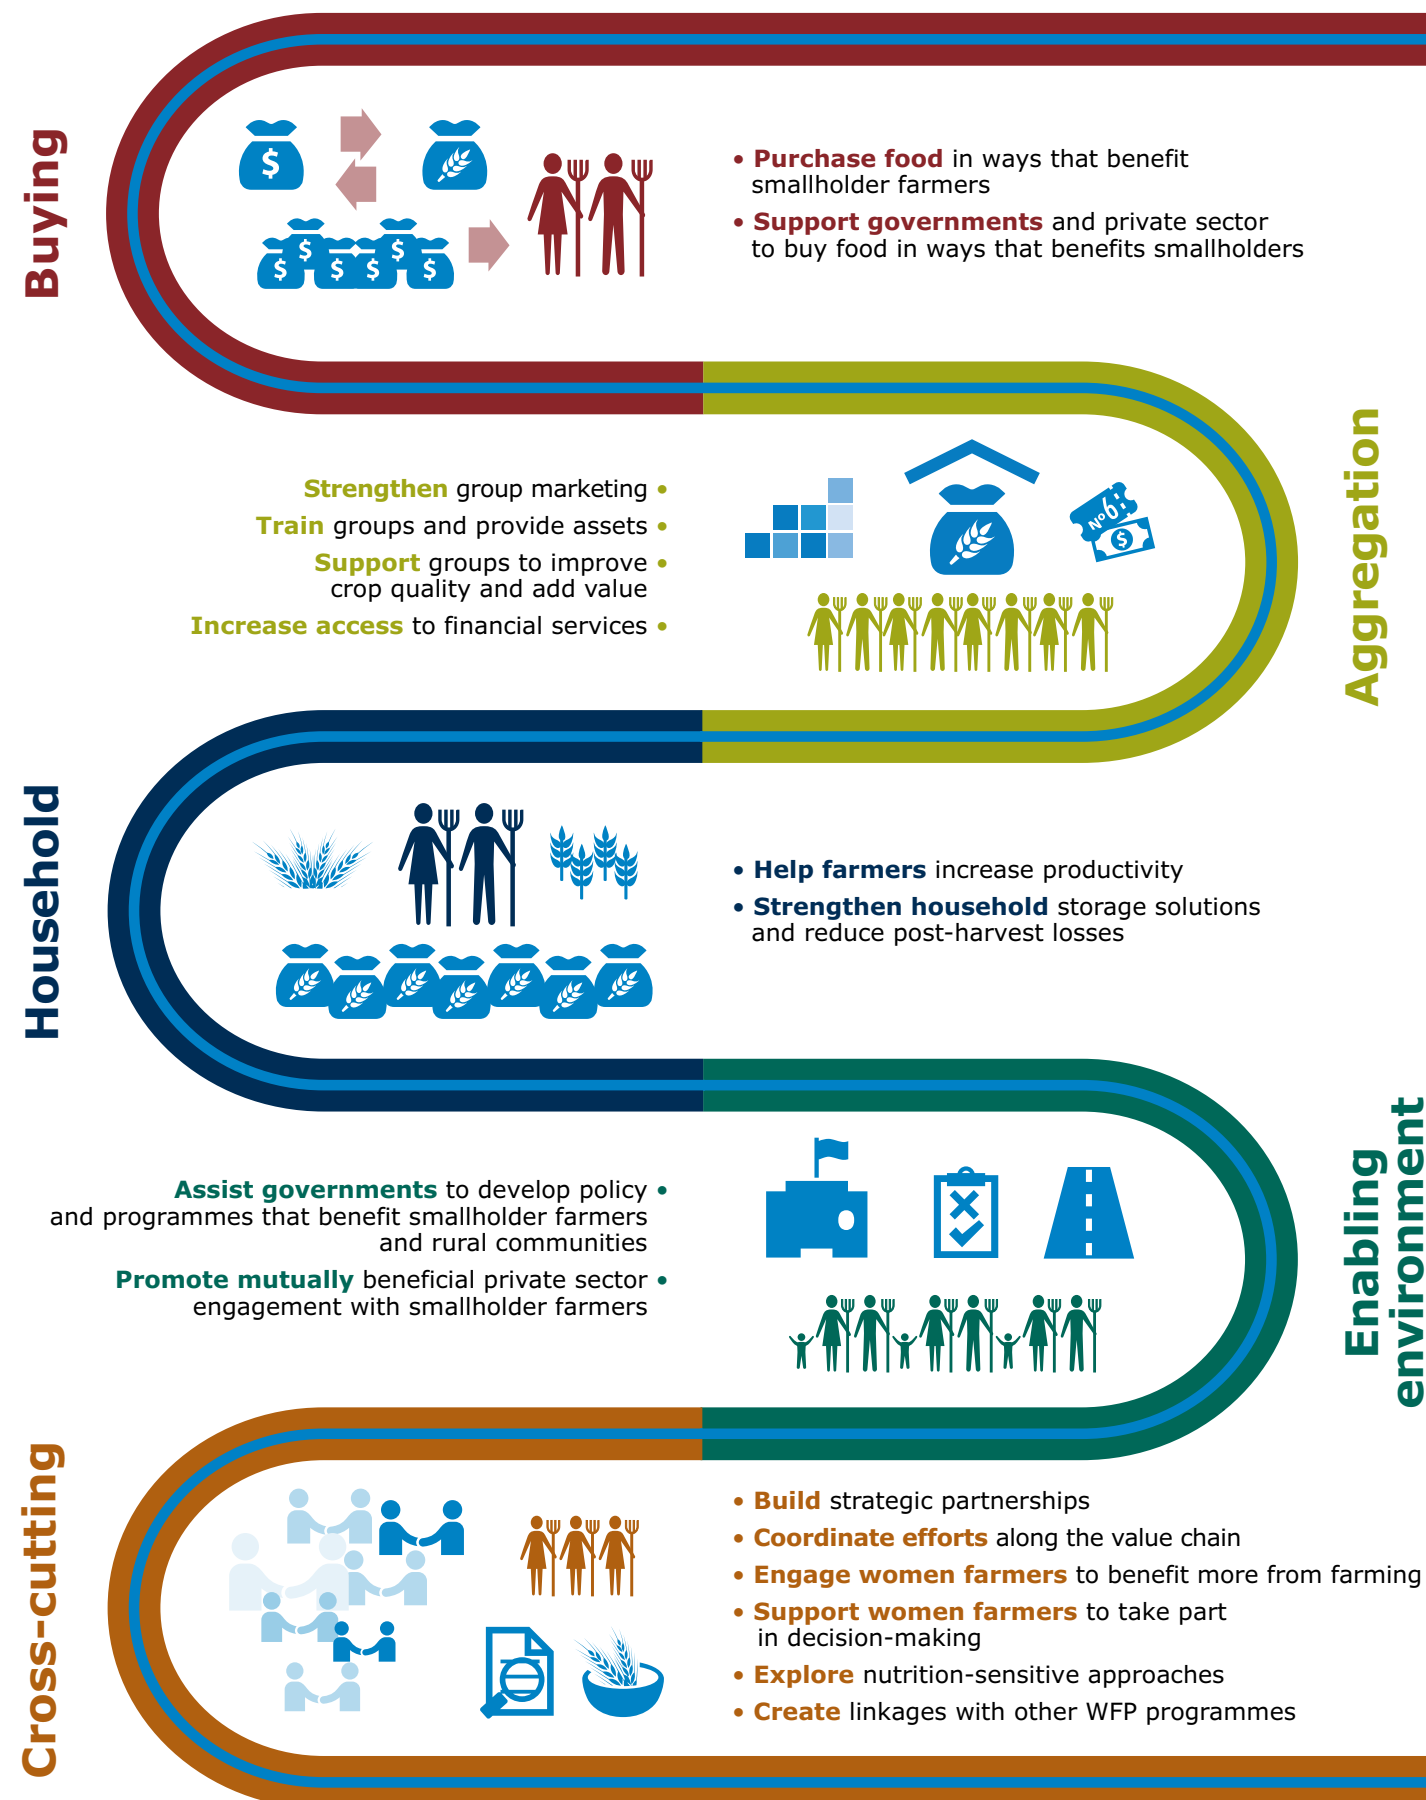 Buying
• Purchase food in ways that benefit
smallholder farmers
• Support governments and private sector
to buy food in ways that benefits smallholders
$
$
$
$
$
$
$
Aggregation
Strengthen group marketing •
Train groups and provide assets •
Support groups to improve •
crop quality and add value
Increase access to financial services •
Nº6
$
Household
• Help farmers increase productivity
• Strengthen household storage solutions
and reduce post-harvest losses
Enabling
environment
Assist governments to develop policy •
and programmes that benefit smallholder farmers
and rural communities
Promote mutually beneficial private sector •
engagement with smallholder farmers
Cross-cutting
• Build strategic partnerships
• Coordinate efforts along the value chain
• Engage women farmers to benefit more from farming
• Support women farmers to take part
in decision-making
• Explore nutrition-sensitive approaches
• Create linkages with other WFP programmes